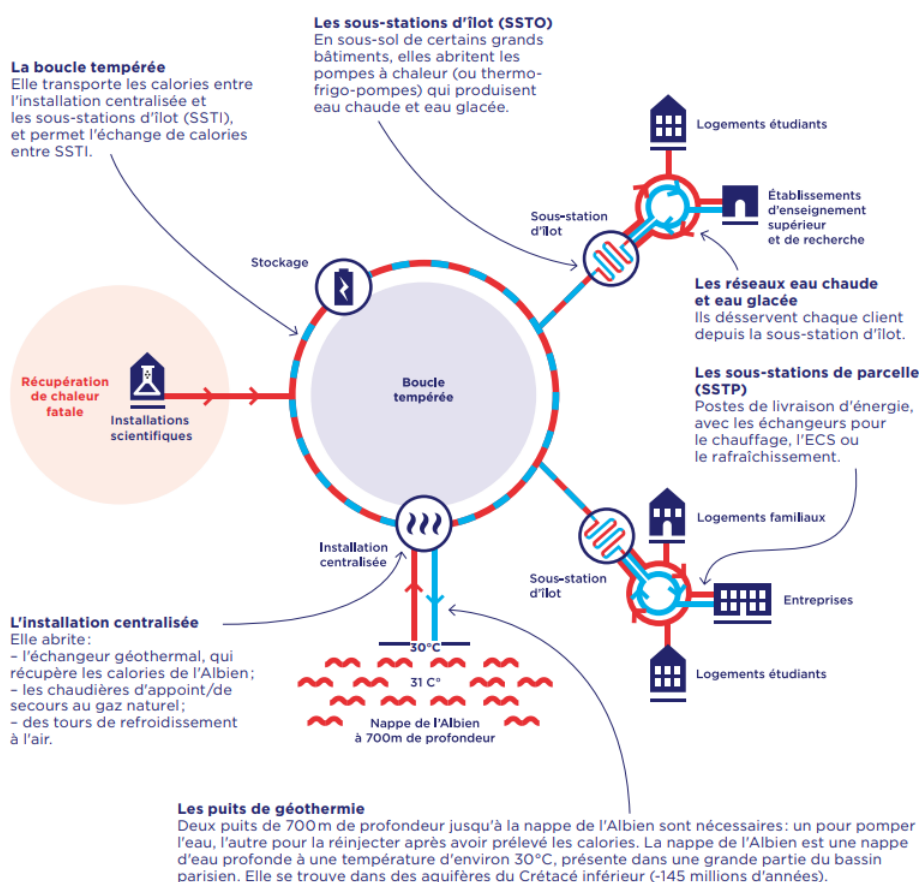 Les sous-stations d'îlot (SSTO)
En sous-sol de certains grands
bâtiments, elles abritent les
pompes à chaleur (ou thermo-
frigo-pompes) qui produisent
eau chaude et eau glacée.
La boucle tempérée
Elle transporte les calories entre
l'installation centralisée et
les sous-stations d'îlot (SSTI),
et permet l'échange de calories
entre SSTI.
Logements étudiants
Établissements
d'enseignement
supérieur
et de recherche
Sous-station
d'îlot
Stockage
Les réseaux eau chaude
et eau glacée
Ils désservent chaque client
depuis la sous-station d'îlot.
Récupération
de chaleur
fatale
Installations
scientifiques
Boucle
tempérée
Les sous-stations de parcelle
(SSTP)
Postes de livraison d'énergie,
avec les échangeurs pour
le chauffage, l'ECS ou
le rafraîchissement.
Logements familiaux
Installation
centralisée
Sous-station
d'îlot
Entreprises
Logements étudiants
L'installation centralisée
Elle abrite :
– l'échangeur géothermal, qui
récupère les calories de l'Albien ;
– les chaudières d'appoint/de
secours au gaz naturel ;
– des tours de refroidissement
à l'air.
30°C
31 C°
Nappe de l'Albien
à 700m de profondeur
Les puits de géothermie
Deux puits de 700 m de profondeur jusqu'à la nappe de l'Albien sont nécessaires : un pour pomper
l'eau, l'autre pour la réinjecter après avoir prélevé les calories. La nappe de l'Albien est une nappe
d'eau profonde à une température d'environ 30°C, présente dans une grande partie du bassin
parisien. Elle se trouve dans des aquifères du Crétacé inférieur (-145 millions d'années).